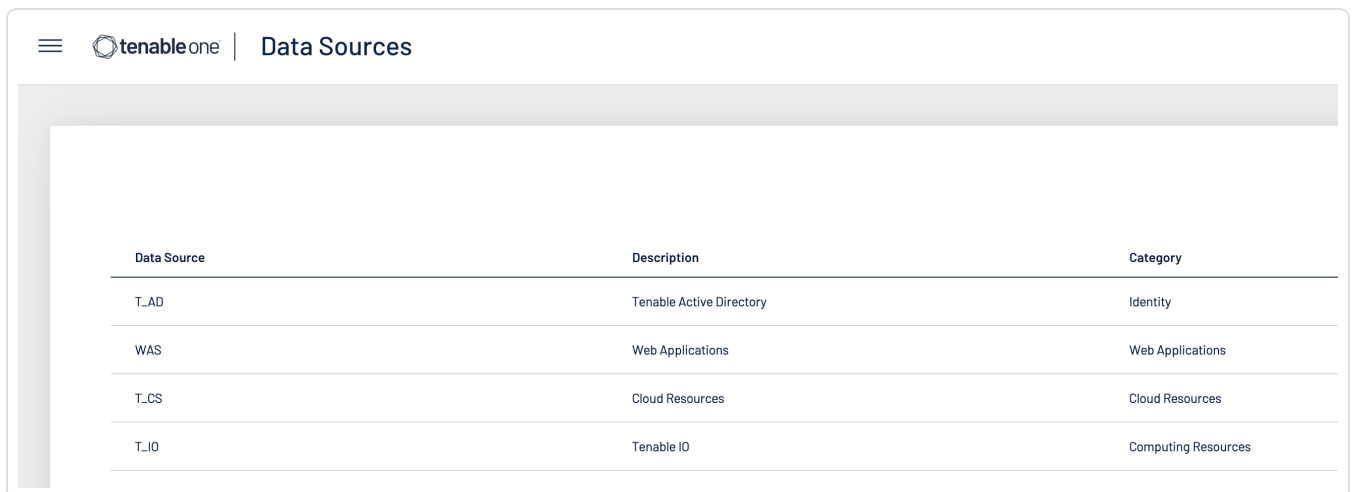 tenable one Data Sources
Data Source Description Category
T_AD Tenable Active Directory Identity
WAS Web Applications Web Applications
T_CS Cloud Resources Cloud Resources
T_IO Tenable IO Computing Resources